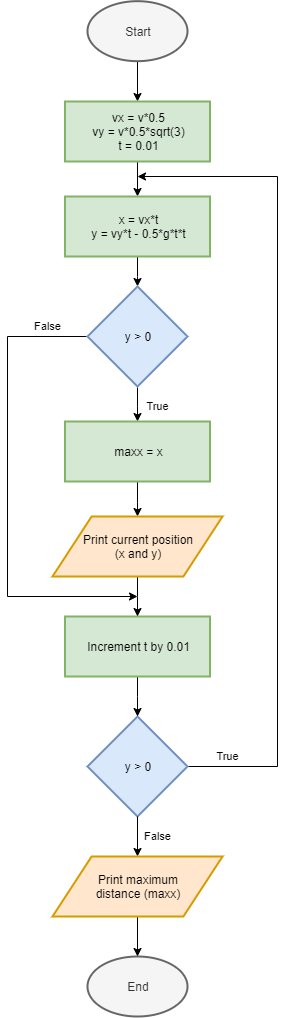 Start
vx = v*0.5
vy = v*0.5*sqrt(3)
t = 0.01
x = vx*t
y = vy*t - 0.5*g*t*t
y > 0
False
True
maxx = x
Print current position
(x and y)
Increment t by 0.01
y > 0
True
False
Print maximum
distance (maxx)
End